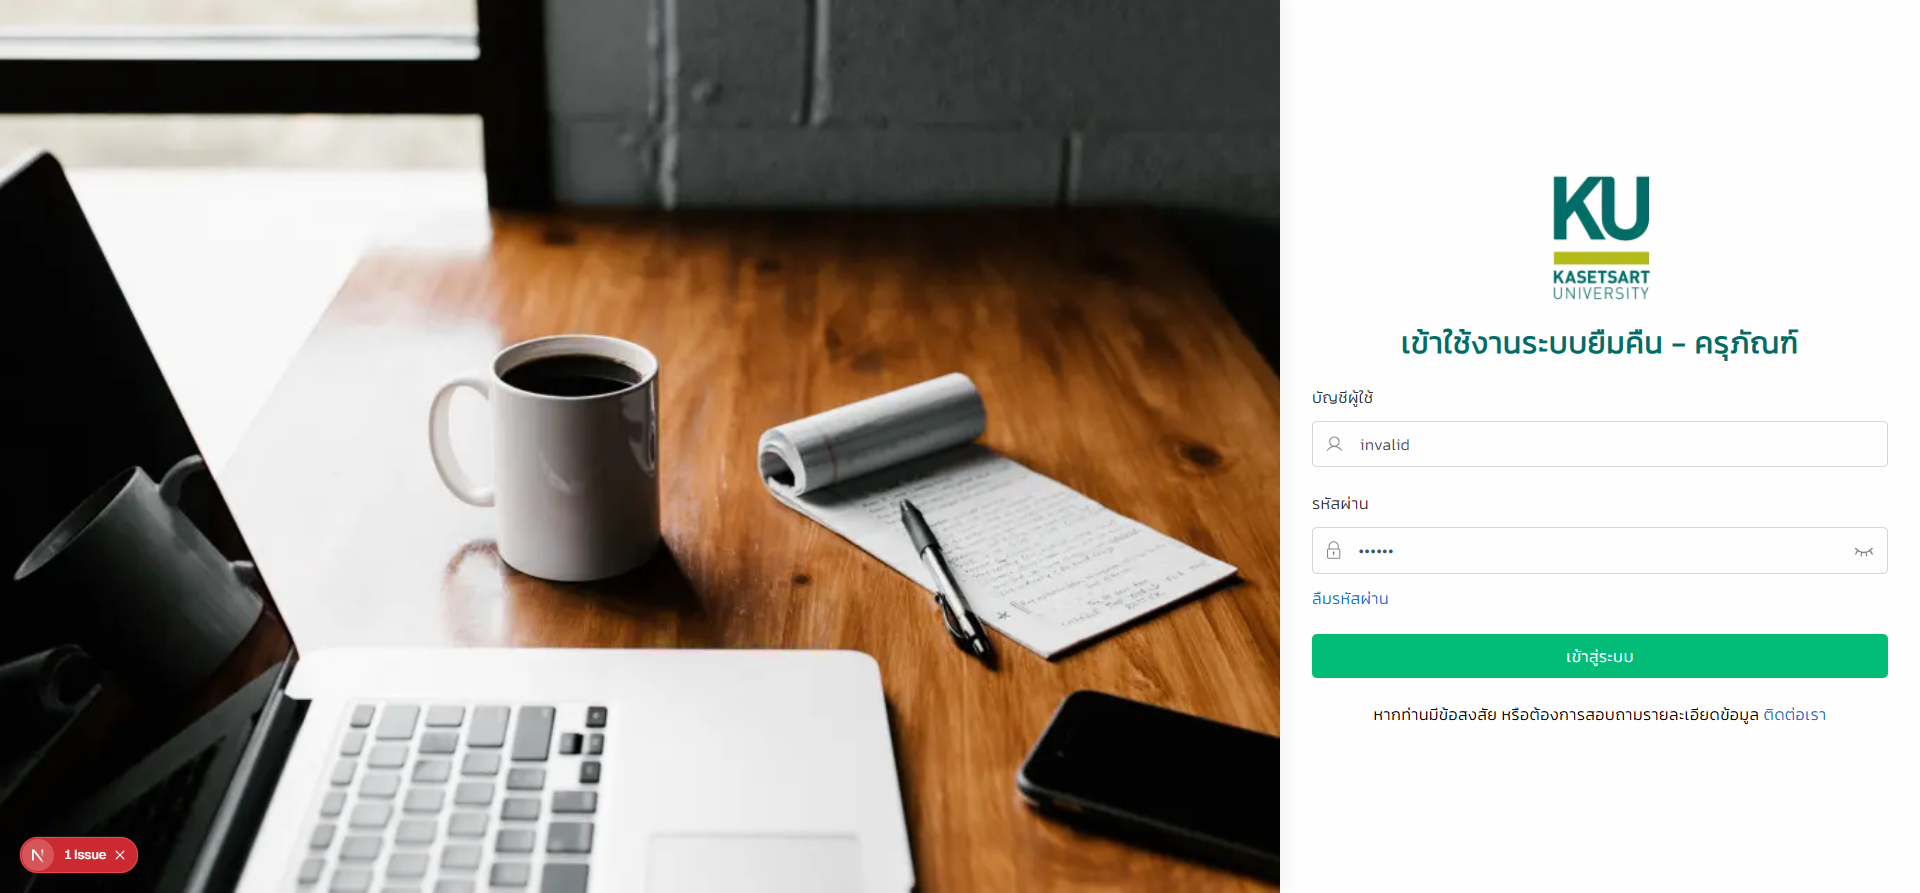 KU
KASETSART
UNIVERSITY
เข้าใช้งานระบบยืมคืน - ครุภัณฑ์
บัญชีผู้ใช้
invalid
รหัสผ่าน
••••••
ลืมรหัสผ่าน
เข้าสู่ระบบ
หากท่านมีข้อสงสัย หรือต้องการสอบถามรายละเอียดข้อมูล ติดต่อเรา
N 1 Issue